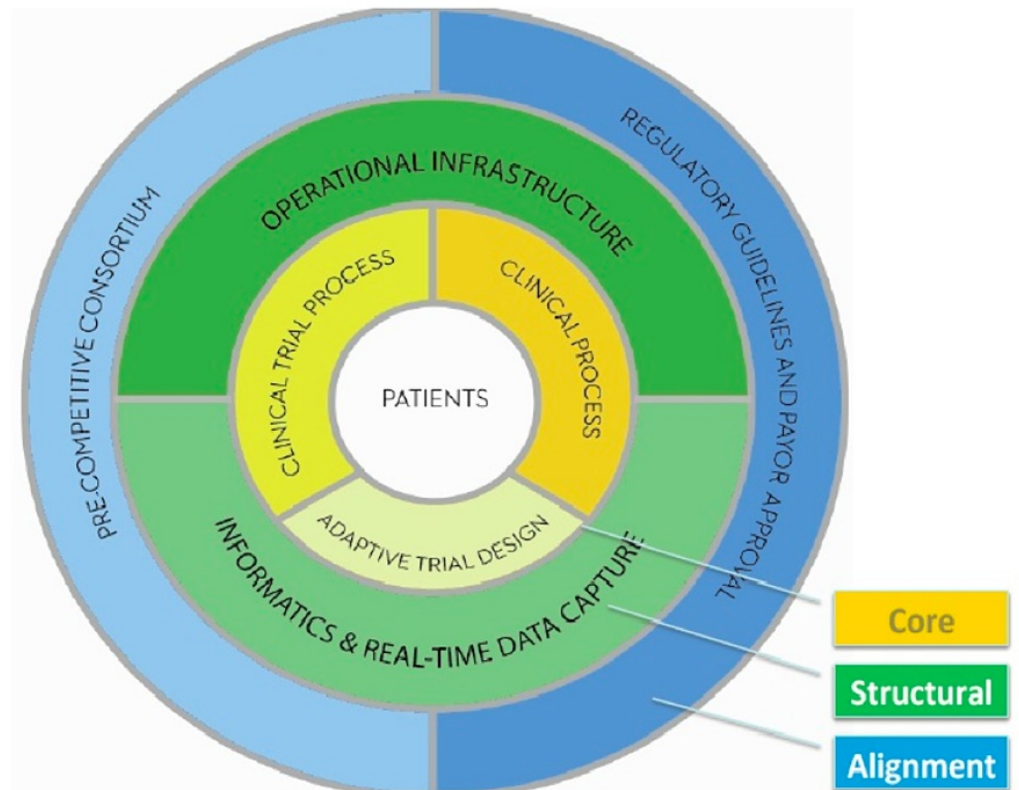 PRE-COMPETITIVE CONSORTIUM
REGULATORY GUIDELINES AND PAYOR APPROVAL
OPERATIONAL INFRASTRUCTURE
INFORMATICS & REAL-TIME DATA CAPTURE
CLINICAL TRIAL PROCESS
CLINICAL PROCESS
ADAPTIVE TRIAL DESIGN
PATIENTS
Core
Structural
Alignment